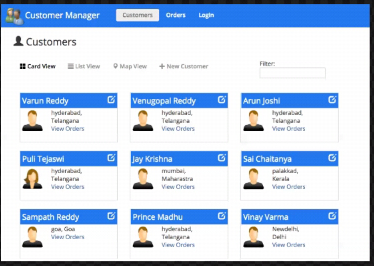 Customer Manager Customers Orders Login
Customers
Card View List View Map View New Customer Filter:
Varun Reddy Venugopal Reddy Arun Joshi
hyderabad, hyderabad, hyderabad,
Telangana Telangana Telangana
View Orders View Orders View Orders
Puli Tejaswi Jay Krishna Sai Chaitanya
hyderabad, mumbai, palakkad,
Telangana Maharastra Kerala
View Orders View Orders View Orders
Sampath Reddy Prince Madhu Vinay Varma
goa, Goa hyderabad, Newdelhi,
View Orders Telangana Delhi
View Orders View Orders